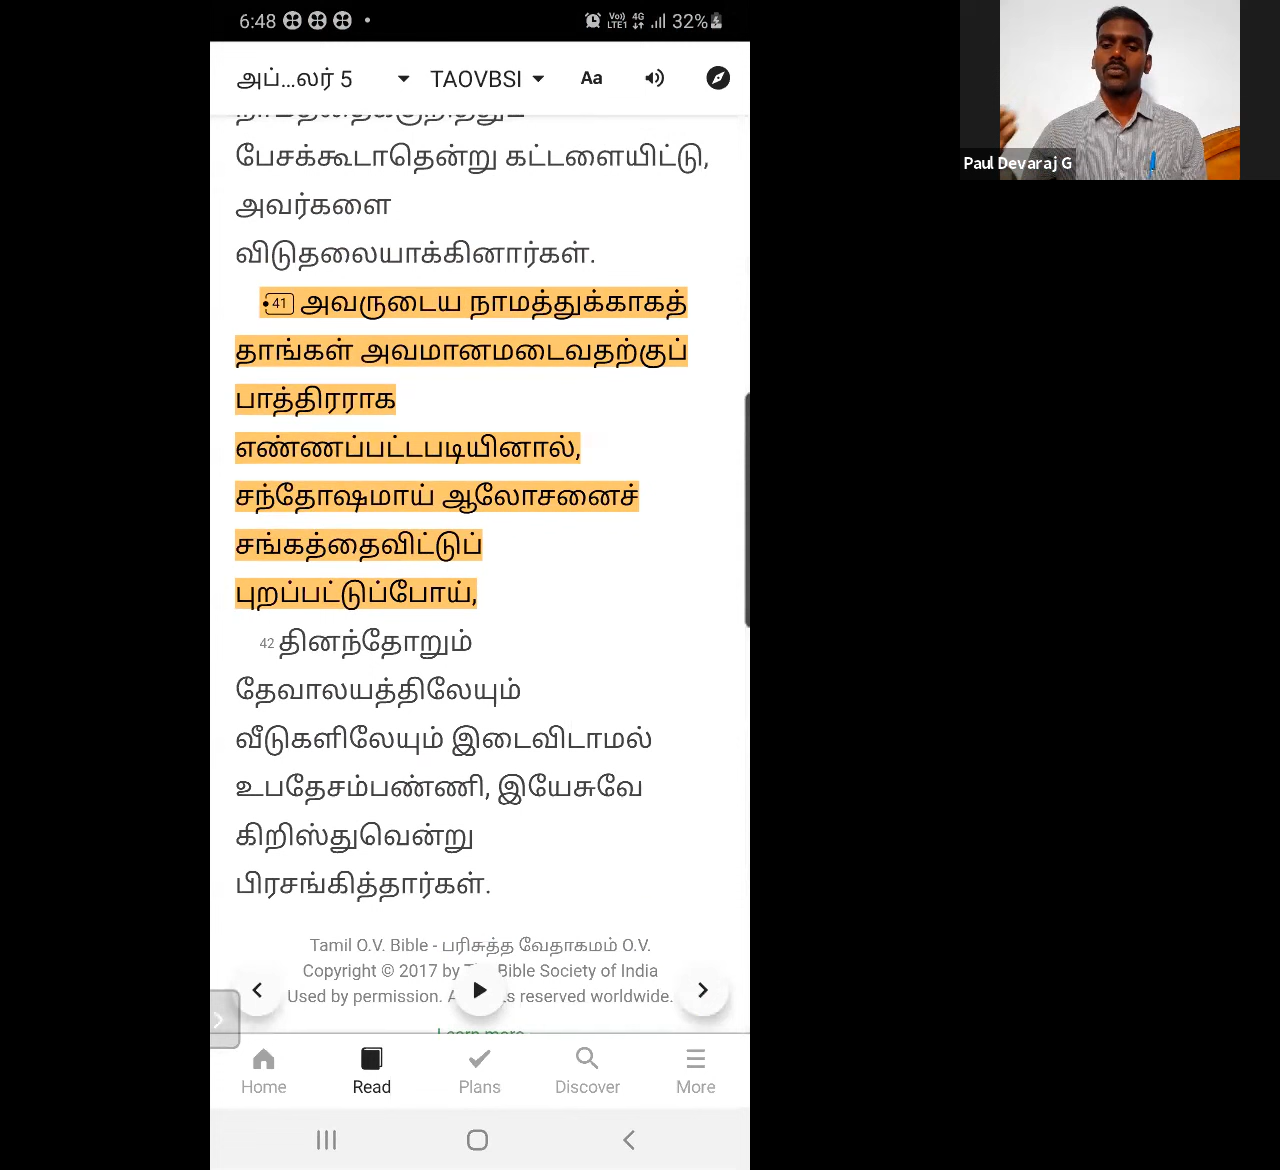 6:48
Vo)) LTE1 4G 32%
அப்...லர் 5 TAOVBSI Aa
பேசக்கூடாதென்று கட்டளையிட்டு,
அவர்களை
விடுதலையாக்கினார்கள்.
41 அவருடைய நாமத்துக்காகத்
தாங்கள் அவமானமடைவதற்குப்
பாத்திரராக
எண்ணப்பட்டபடியினால்,
சந்தோஷமாய் ஆலோசனைச்
சங்கத்தைவிட்டுப்
புறப்பட்டுப்போய்,
42 தினந்தோறும்
தேவாலயத்திலேயும்
வீடுகளிலேயும் இடைவிடாமல்
உபதேசம்பண்ணி, இயேசுவே
கிறிஸ்துவென்று
பிரசங்கித்தார்கள்.
Tamil O.V. Bible - பரிசுத்த வேதாகமம் O.V.
Copyright © 2017 by Bible Society of India
Used by permission. reserved worldwide.
Home Read Plans Discover More
Paul Devaraj G